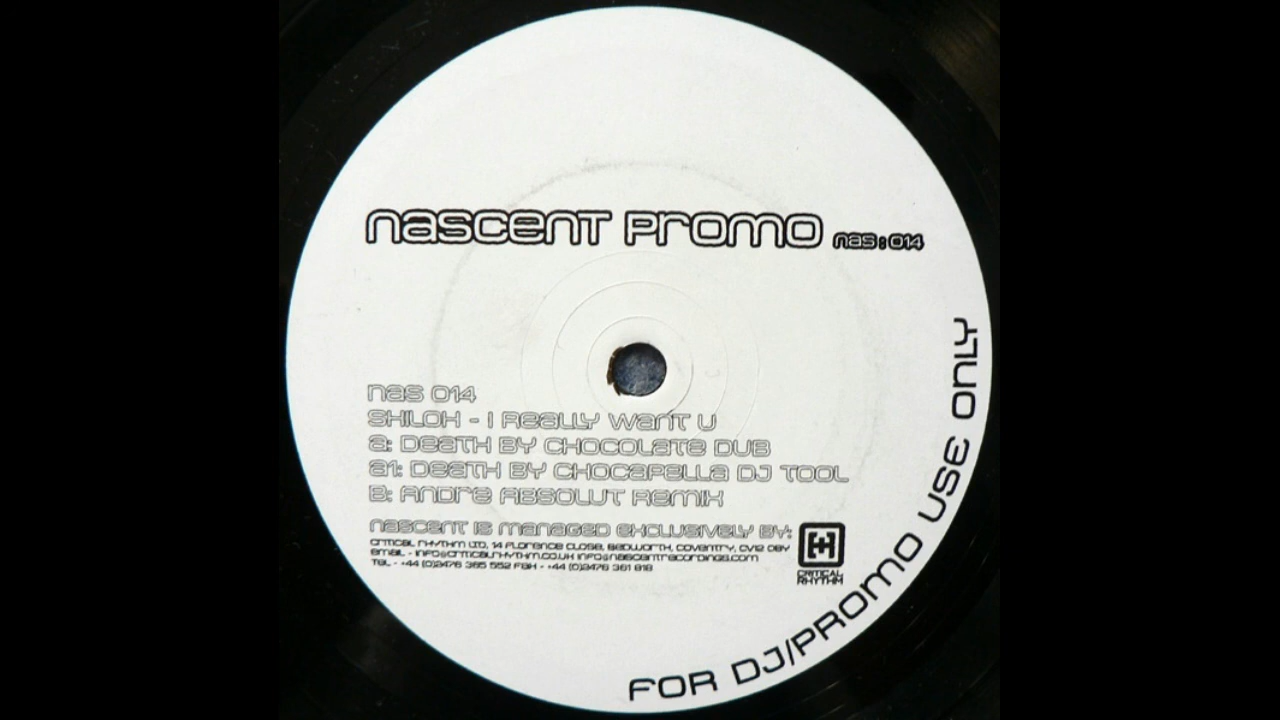 nascent promo nas:014
nas 014
SHILOH - I Really Want U
a: Death By Chocolate Dub
a1: Death By Chocapella DJ Tool
B: Andre Absolut Remix
nascent is managed exclusively by:
Critical Rhythm Ltd, 14 Florence Close, Bedworth, Coventry, CV12 0BY
email - info@criticalrhythm.co.uk info@nascentrecordings.com
Tel - +44 (0)2476 365 552 Fax - +44 (0)2476 361 818
CRITICAL
RHYTHM
FOR DJ/PROMO USE ONLY